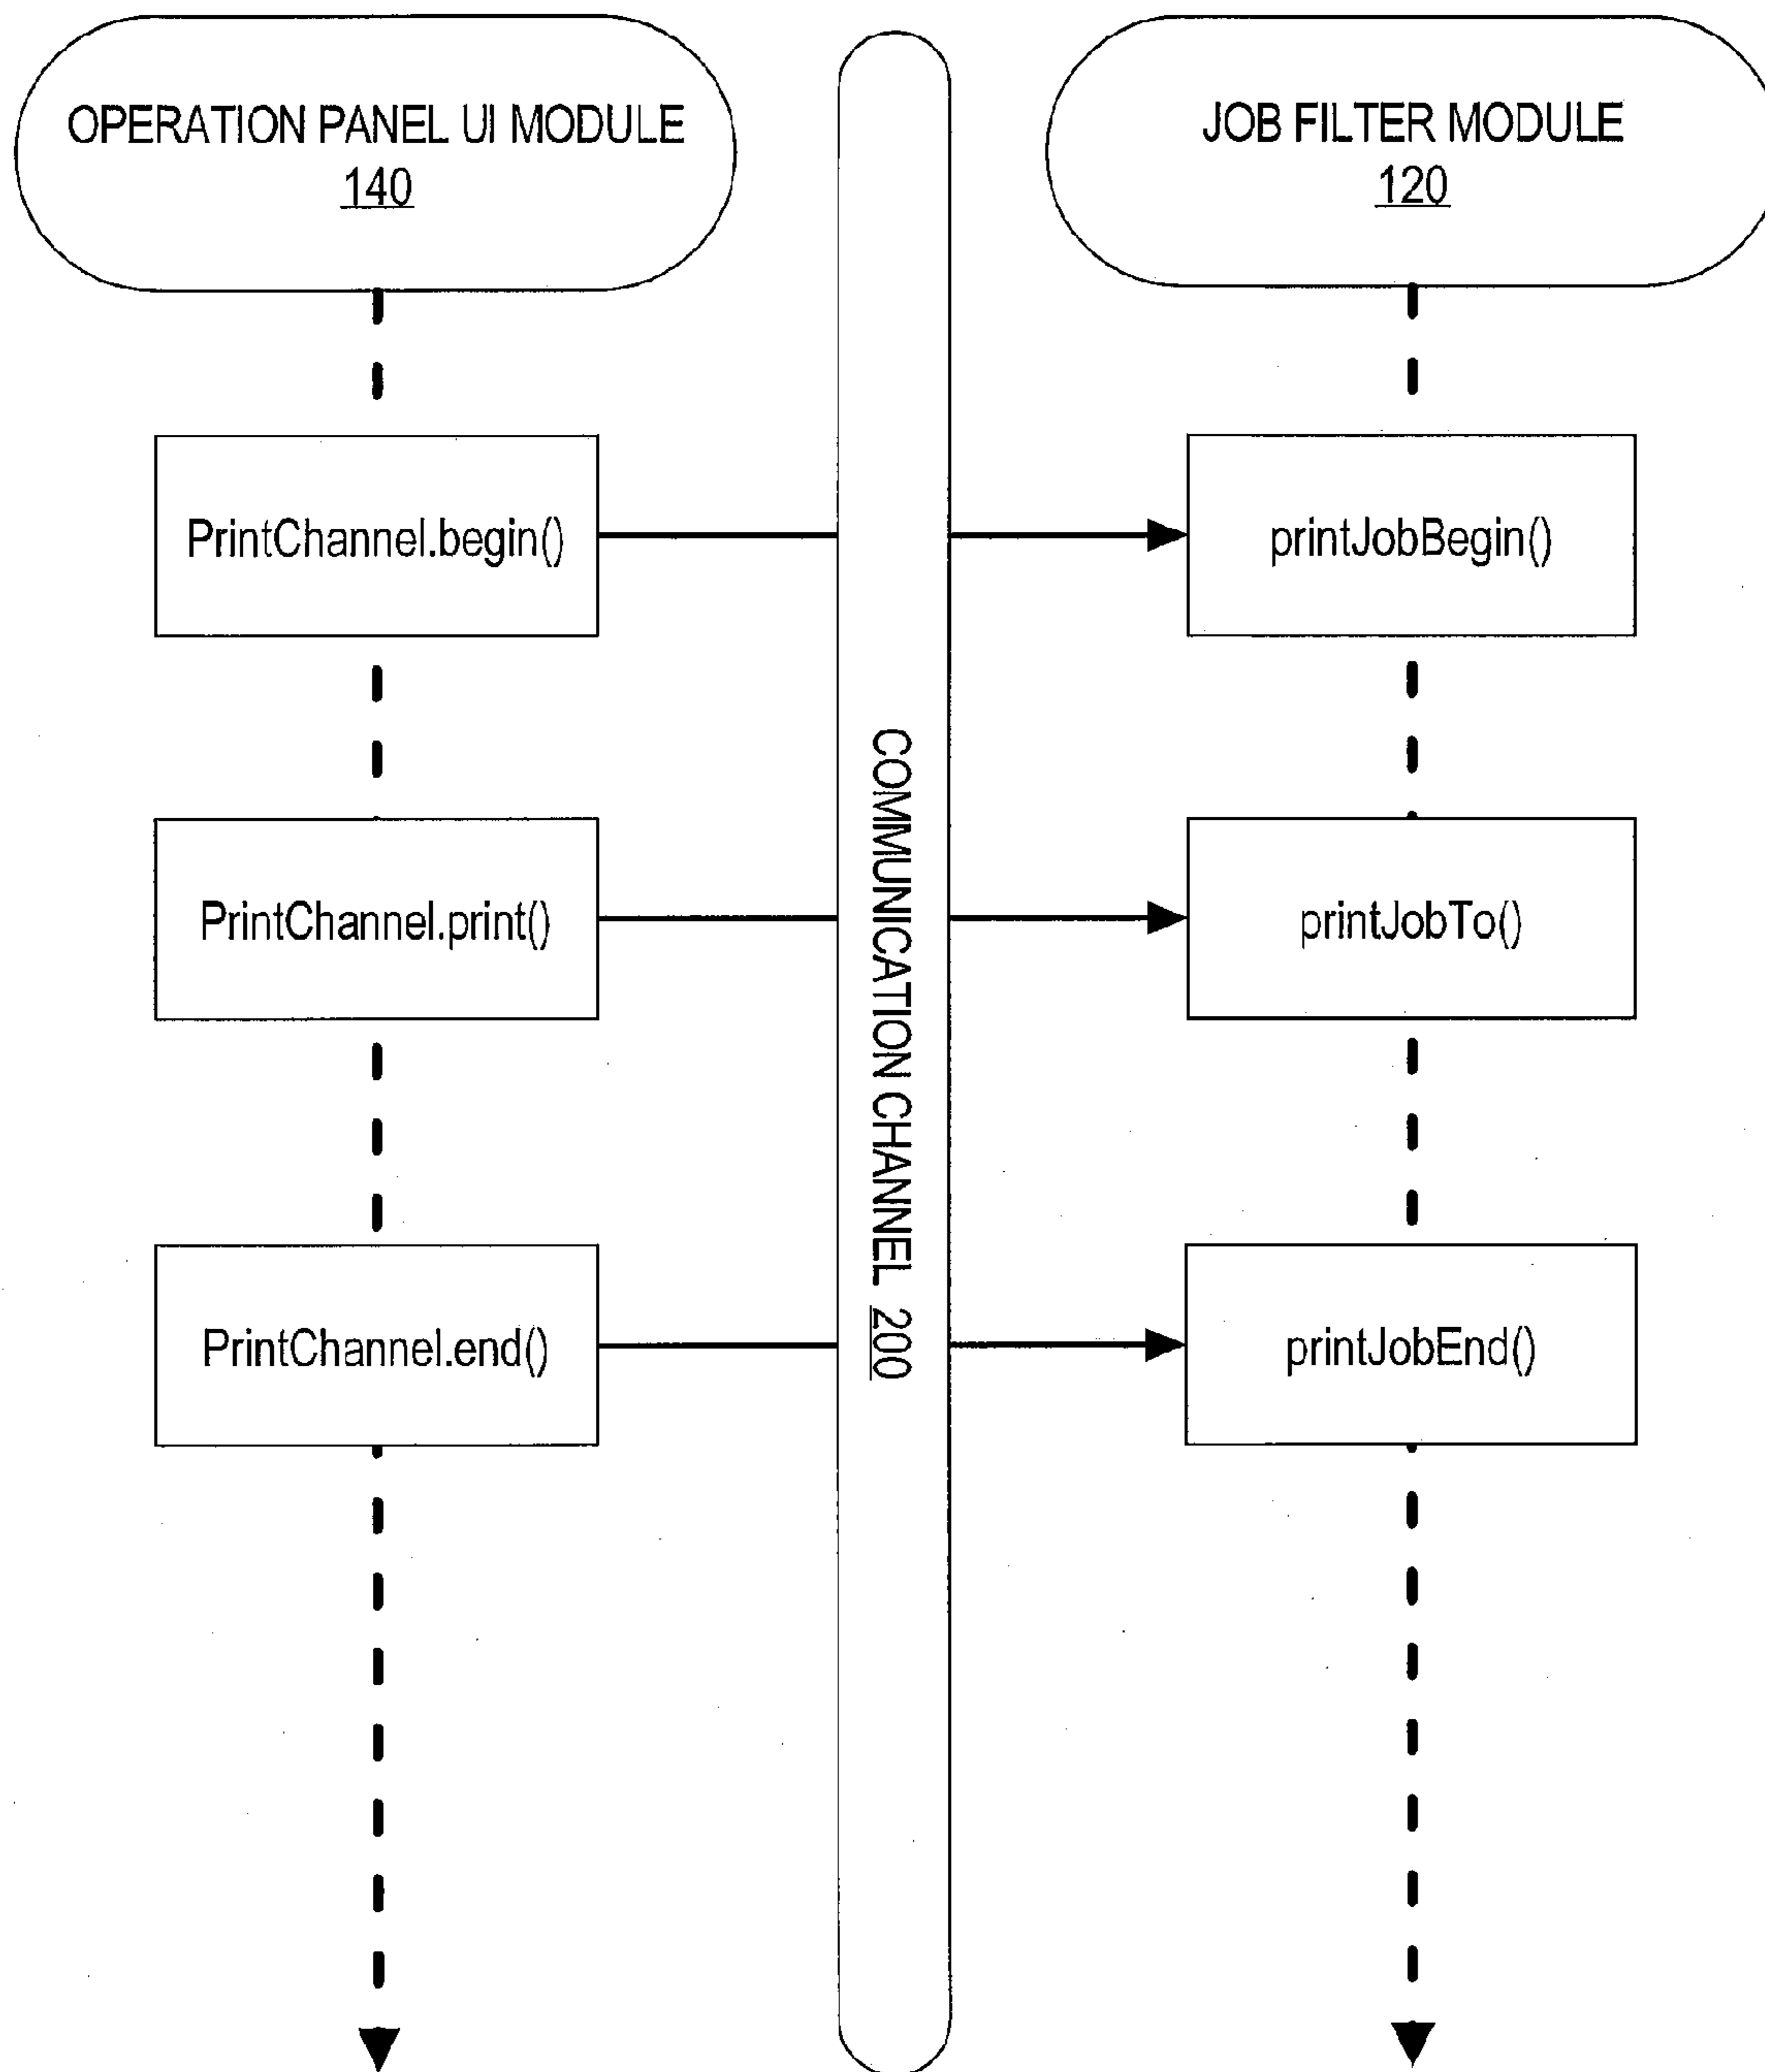 OPERATION PANEL UI MODULE
140
JOB FILTER MODULE
120
PrintChannel.begin()
printJobBegin()
COMMUNICATION CHANNEL 200
PrintChannel.print()
printJobTo()
PrintChannel.end()
printJobEnd()